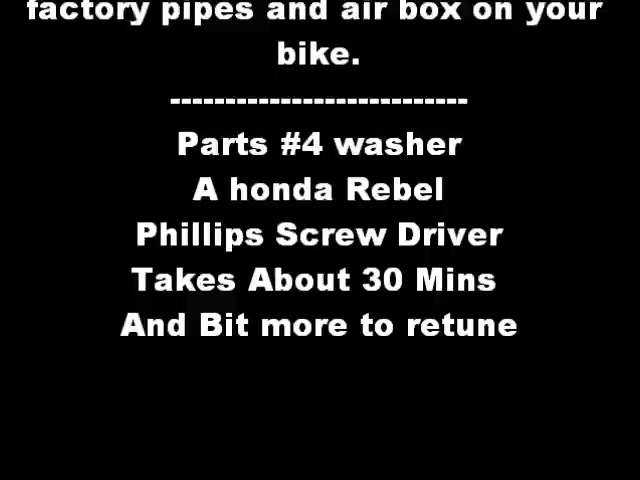 factory pipes and air box on your
bike.
---------------------------
Parts #4 washer
A honda Rebel
Phillips Screw Driver
Takes About 30 Mins
And Bit more to retune